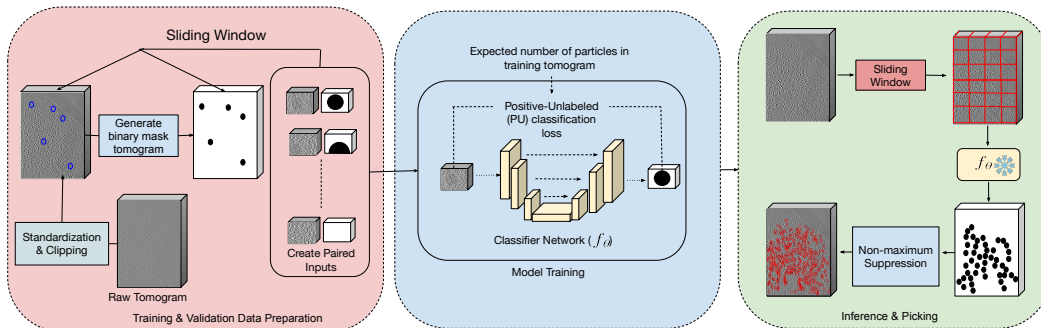 Sliding Window
Generate
binary mask
tomogram
Standardization
& Clipping
Raw Tomogram
Create Paired
Inputs
Training & Validation Data Preparation
Expected number of particles in
training tomogram
Positive-Unlabeled
(PU) classification
loss
Classifier Network (fθ)
Model Training
Sliding
Window
fθ
Non-maximum
Suppression
Inference & Picking